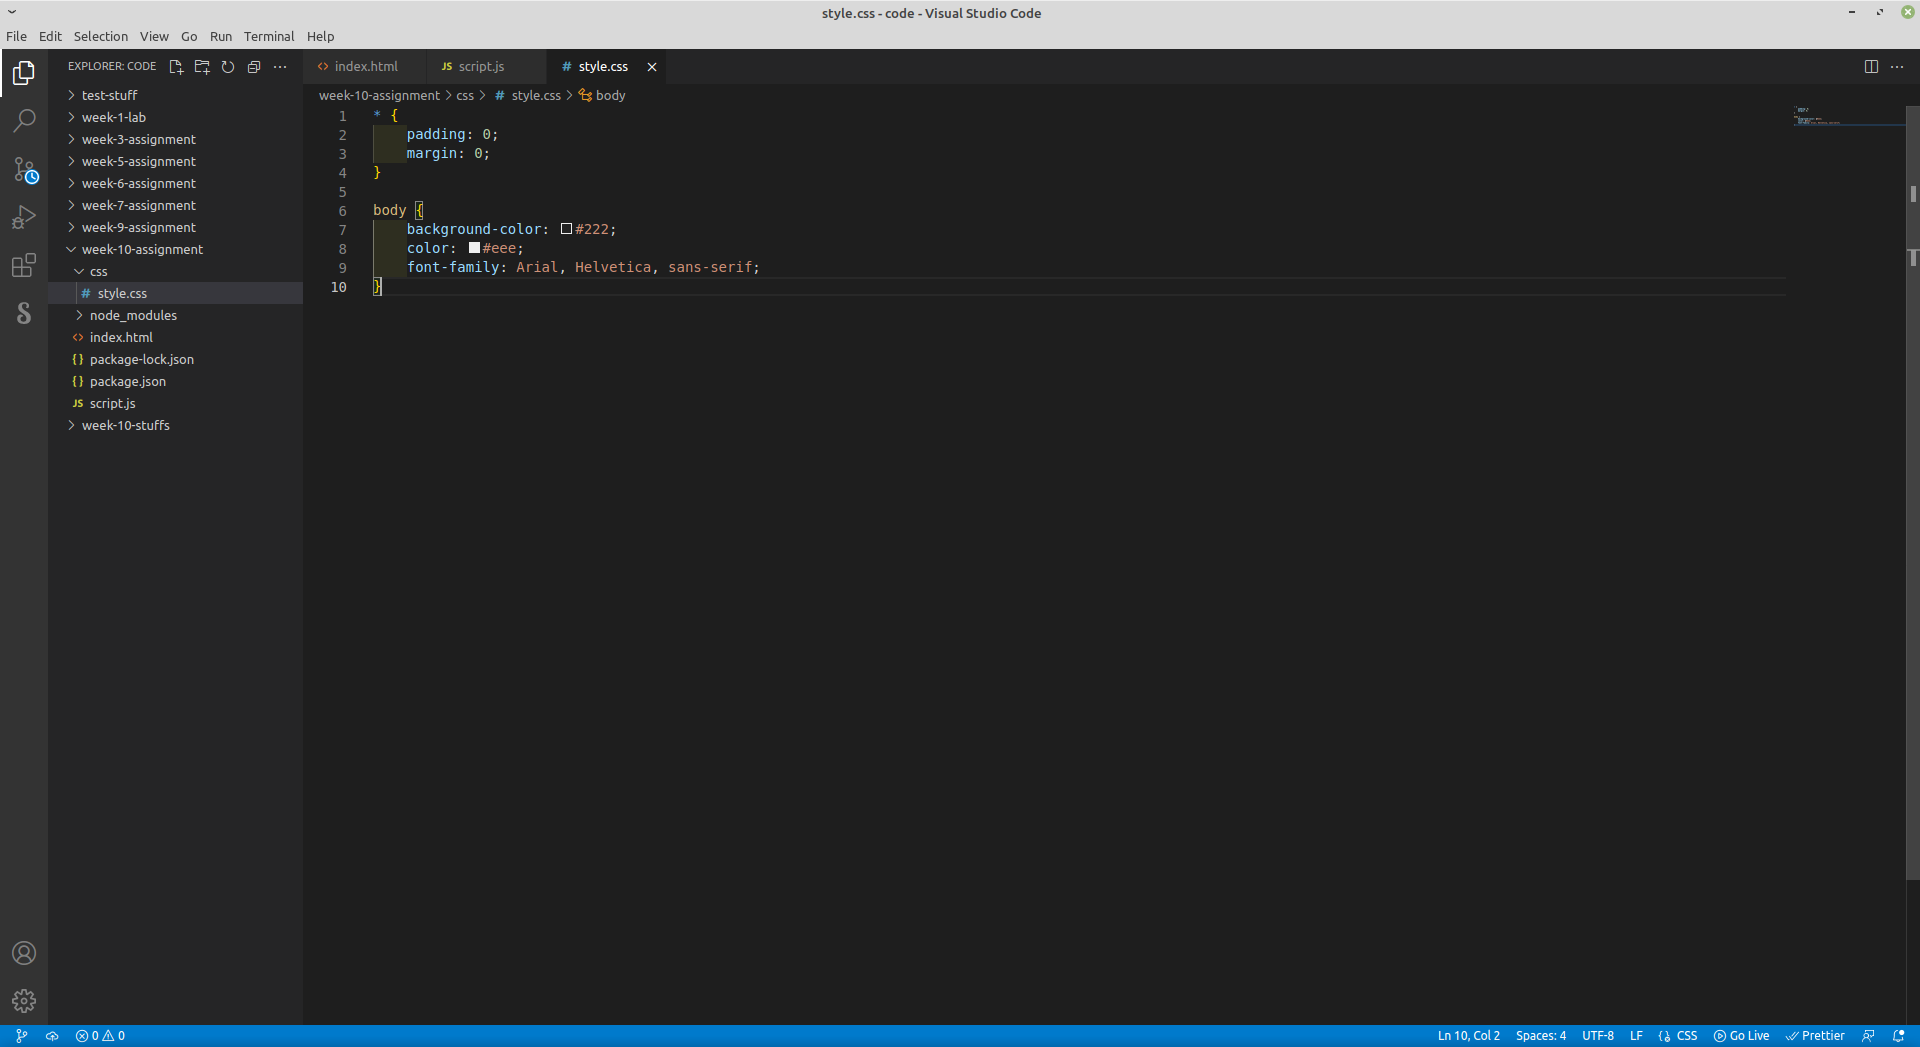 style.css - code - Visual Studio Code
File Edit Selection View Go Run Terminal Help
EXPLORER: CODE
test-stuff
week-1-lab
week-3-assignment
week-5-assignment
week-6-assignment
week-7-assignment
week-9-assignment
week-10-assignment
css
# style.css
node_modules
<> index.html
{ } package-lock.json
{ } package.json
JS script.js
week-10-stuffs
<> index.html JS script.js # style.css
week-10-assignment > css > # style.css > body
1 * {
2 padding: 0;
3 margin: 0;
4 }
5
6 body {
7 background-color: #222;
8 color: #eee;
9 font-family: Arial, Helvetica, sans-serif;
10 }
0 0 Ln 10, Col 2 Spaces: 4 UTF-8 LF CSS Go Live Prettier